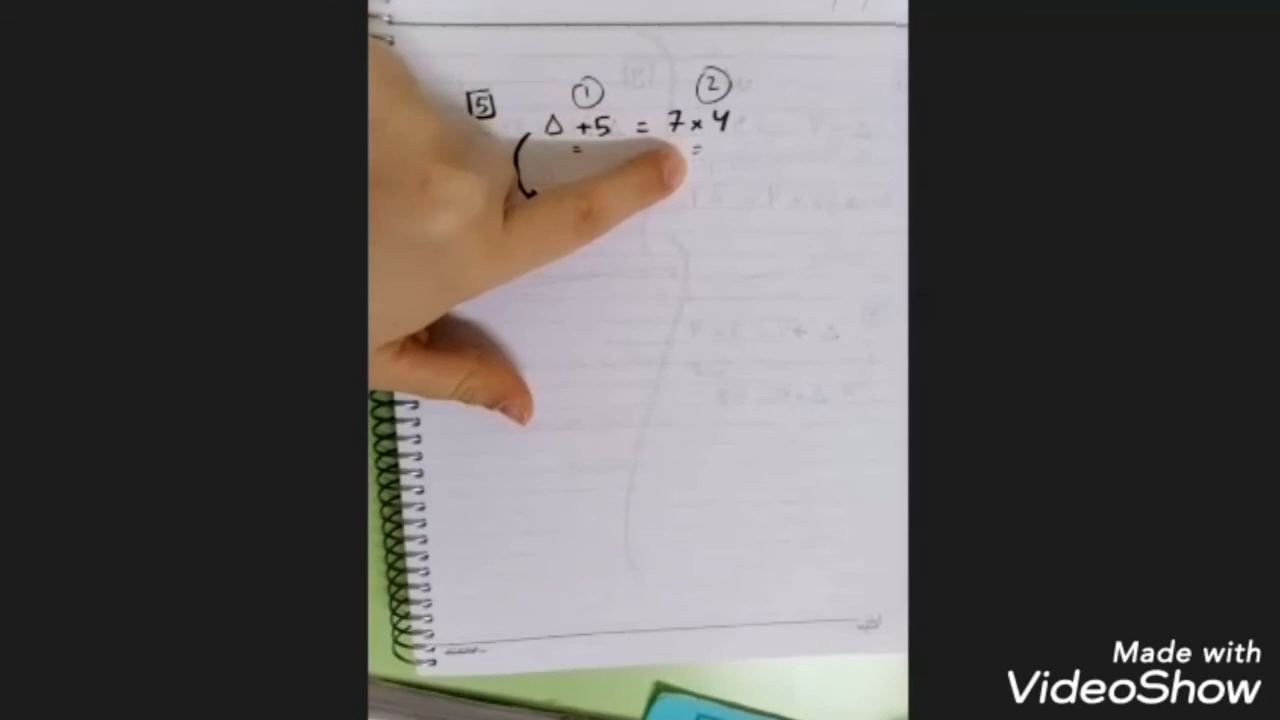 ① ②
[5] Δ + 5 = 7 × 4
= =
Made with
VideoShow